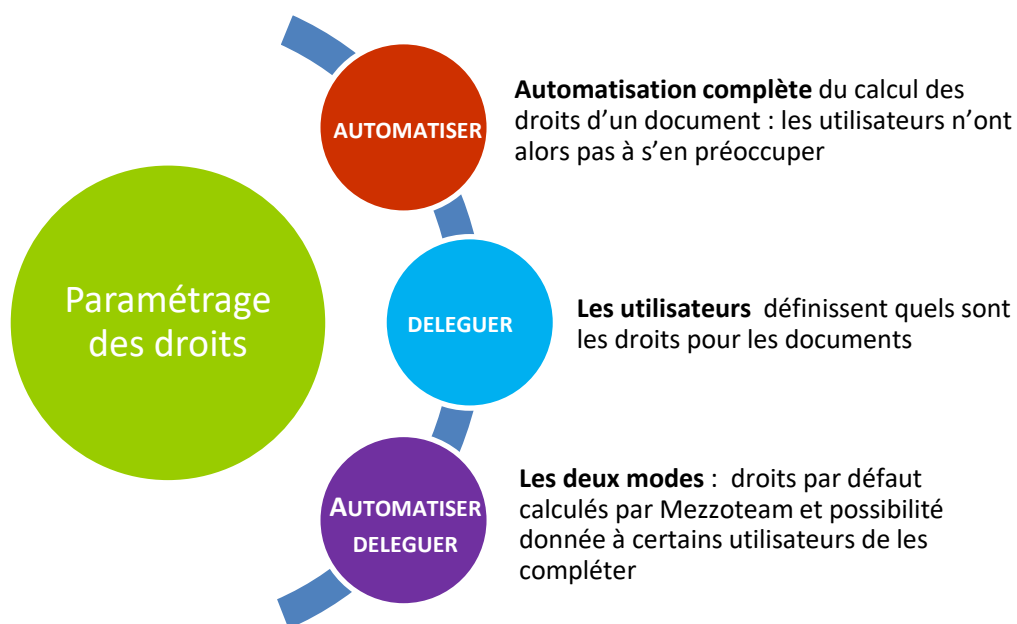 Paramétrage
des droits
AUTOMATISER
Automatisation complète du calcul des
droits d’un document : les utilisateurs n’ont
alors pas à s’en préoccuper
DELEGUER
Les utilisateurs définissent quels sont
les droits pour les documents
AUTOMATISER
DELEGUER
Les deux modes : droits par défaut
calculés par Mezzoteam et possibilité
donnée à certains utilisateurs de les
compléter